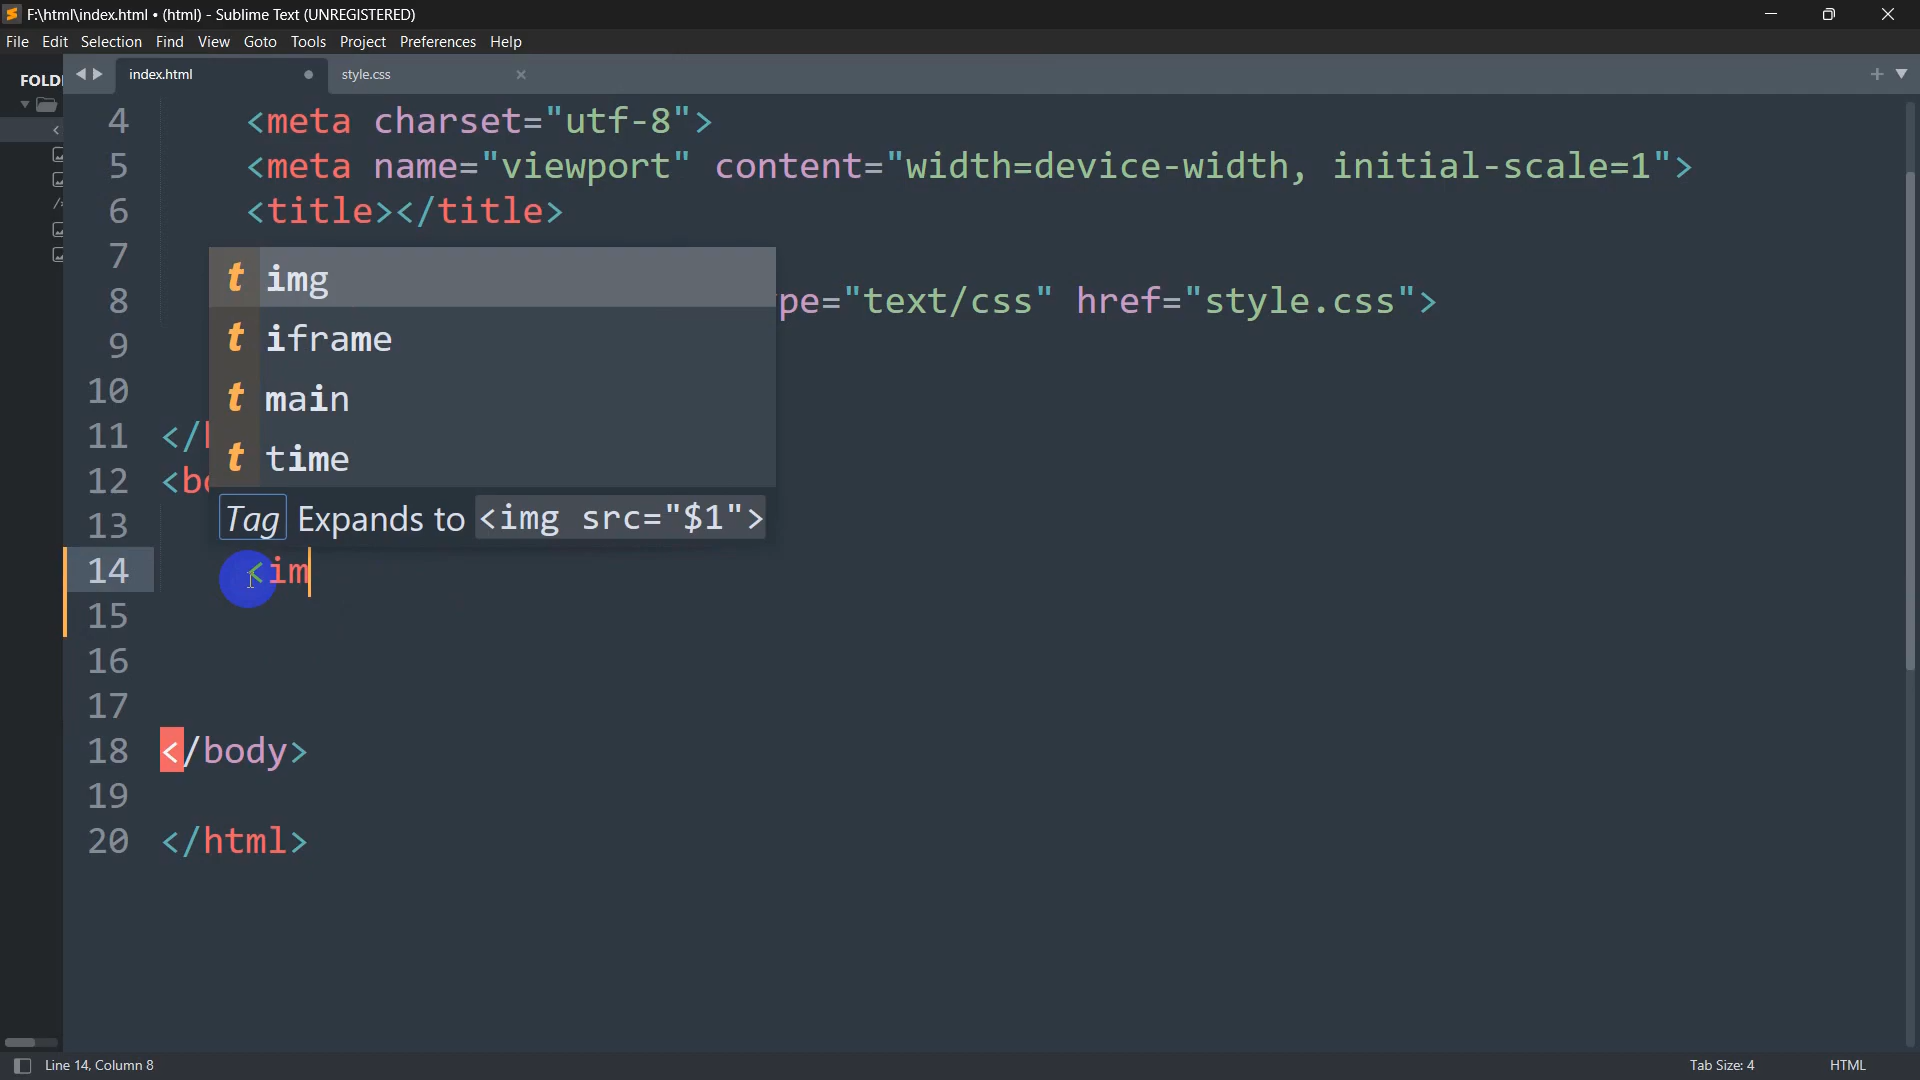 F:\html\index.html • (html) - Sublime Text (UNREGISTERED)
File Edit Selection Find View Goto Tools Project Preferences Help
FOLD
index.html
style.css
4 <meta charset="utf-8">
5 <meta name="viewport" content="width=device-width, initial-scale=1">
6 <title></title>
7
t img
8 pe="text/css" href="style.css">
t iframe
9
10
t main
11 </
t time
12 <bo
Tag Expands to <img src="$1">
13
14 <im
15
16
17
18 </body>
19
20 </html>
Line 14, Column 8
Tab Size: 4
HTML